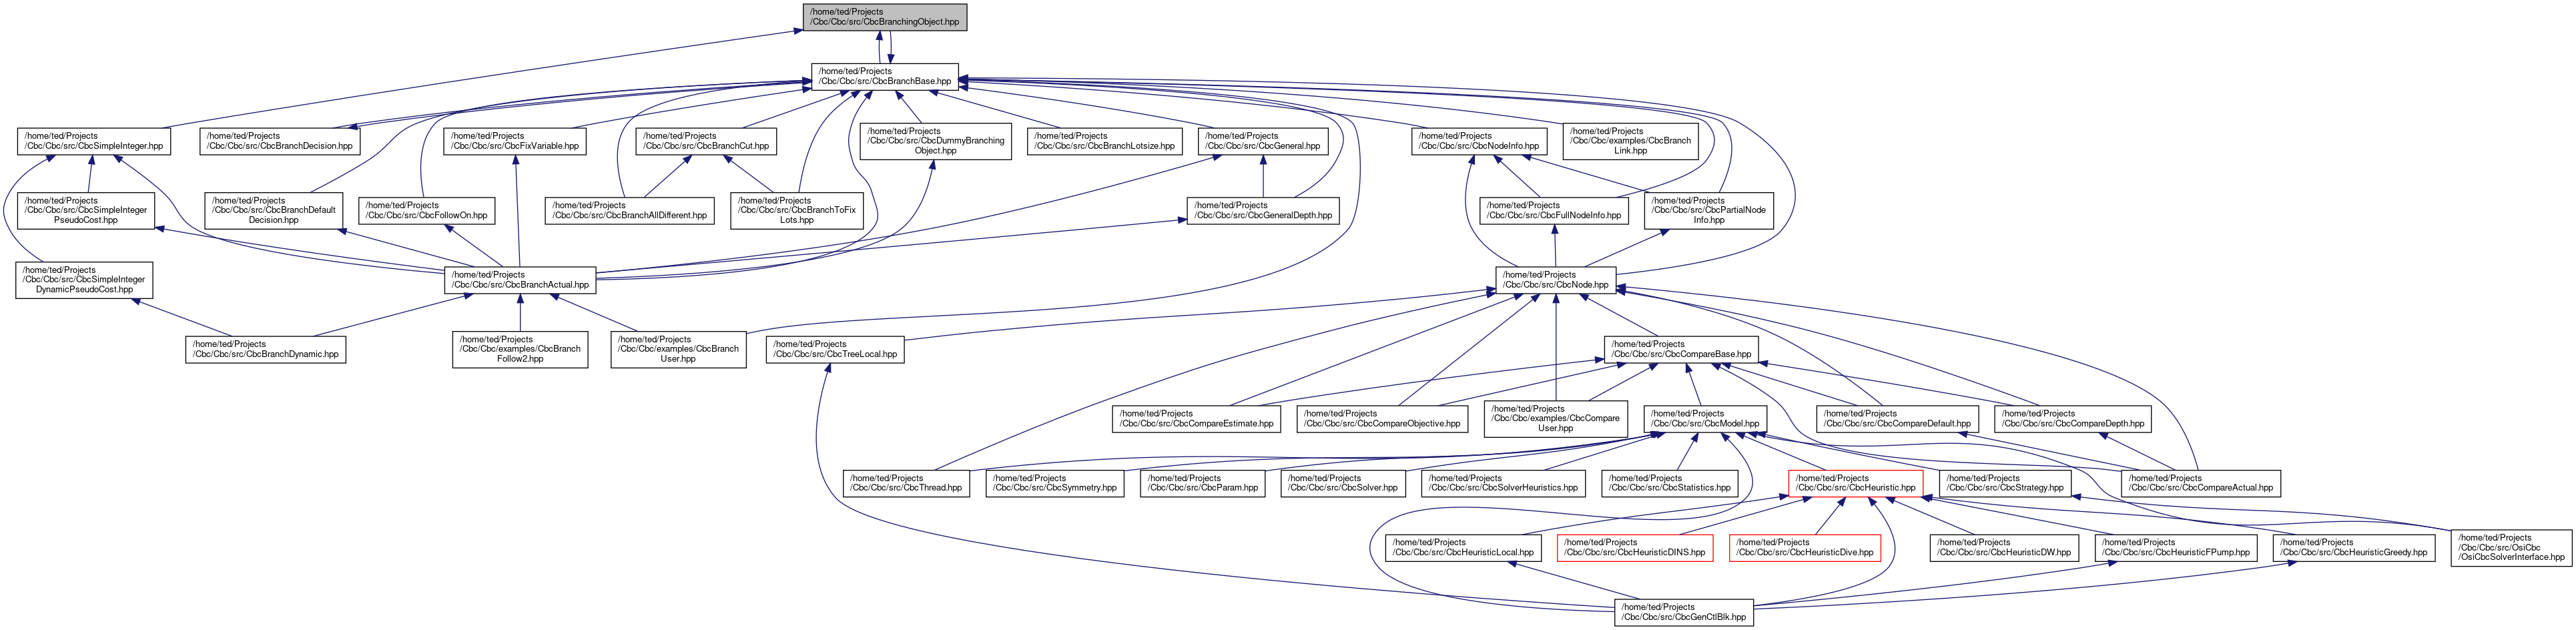 /home/ted/Projects
/Cbc/Cbc/src/CbcBranchingObject.hpp
/home/ted/Projects
/Cbc/Cbc/src/CbcBranchBase.hpp
/home/ted/Projects
/Cbc/Cbc/src/CbcSimpleInteger.hpp
/home/ted/Projects
/Cbc/Cbc/src/CbcBranchDecision.hpp
/home/ted/Projects
/Cbc/Cbc/src/CbcFixVariable.hpp
/home/ted/Projects
/Cbc/Cbc/src/CbcBranchCut.hpp
/home/ted/Projects
/Cbc/Cbc/src/CbcDummyBranching
Object.hpp
/home/ted/Projects
/Cbc/Cbc/src/CbcBranchLotsize.hpp
/home/ted/Projects
/Cbc/Cbc/src/CbcGeneral.hpp
/home/ted/Projects
/Cbc/Cbc/src/CbcNodeInfo.hpp
/home/ted/Projects
/Cbc/Cbc/examples/CbcBranch
Link.hpp
/home/ted/Projects
/Cbc/Cbc/src/CbcSimpleInteger
PseudoCost.hpp
/home/ted/Projects
/Cbc/Cbc/src/CbcBranchDefault
Decision.hpp
/home/ted/Projects
/Cbc/Cbc/src/CbcFollowOn.hpp
/home/ted/Projects
/Cbc/Cbc/src/CbcBranchAllDifferent.hpp
/home/ted/Projects
/Cbc/Cbc/src/CbcBranchToFix
Lots.hpp
/home/ted/Projects
/Cbc/Cbc/src/CbcGeneralDepth.hpp
/home/ted/Projects
/Cbc/Cbc/src/CbcFullNodeInfo.hpp
/home/ted/Projects
/Cbc/Cbc/src/CbcPartialNode
Info.hpp
/home/ted/Projects
/Cbc/Cbc/src/CbcSimpleInteger
DynamicPseudoCost.hpp
/home/ted/Projects
/Cbc/Cbc/src/CbcBranchActual.hpp
/home/ted/Projects
/Cbc/Cbc/src/CbcNode.hpp
/home/ted/Projects
/Cbc/Cbc/src/CbcBranchDynamic.hpp
/home/ted/Projects
/Cbc/Cbc/examples/CbcBranch
Follow2.hpp
/home/ted/Projects
/Cbc/Cbc/examples/CbcBranch
User.hpp
/home/ted/Projects
/Cbc/Cbc/src/CbcTreeLocal.hpp
/home/ted/Projects
/Cbc/Cbc/src/CbcCompareBase.hpp
/home/ted/Projects
/Cbc/Cbc/src/CbcCompareEstimate.hpp
/home/ted/Projects
/Cbc/Cbc/src/CbcCompareObjective.hpp
/home/ted/Projects
/Cbc/Cbc/examples/CbcCompare
User.hpp
/home/ted/Projects
/Cbc/Cbc/src/CbcModel.hpp
/home/ted/Projects
/Cbc/Cbc/src/CbcCompareDefault.hpp
/home/ted/Projects
/Cbc/Cbc/src/CbcCompareDepth.hpp
/home/ted/Projects
/Cbc/Cbc/src/CbcThread.hpp
/home/ted/Projects
/Cbc/Cbc/src/CbcSymmetry.hpp
/home/ted/Projects
/Cbc/Cbc/src/CbcParam.hpp
/home/ted/Projects
/Cbc/Cbc/src/CbcSolver.hpp
/home/ted/Projects
/Cbc/Cbc/src/CbcSolverHeuristics.hpp
/home/ted/Projects
/Cbc/Cbc/src/CbcStatistics.hpp
/home/ted/Projects
/Cbc/Cbc/src/CbcHeuristic.hpp
/home/ted/Projects
/Cbc/Cbc/src/CbcStrategy.hpp
/home/ted/Projects
/Cbc/Cbc/src/CbcCompareActual.hpp
/home/ted/Projects
/Cbc/Cbc/src/CbcHeuristicLocal.hpp
/home/ted/Projects
/Cbc/Cbc/src/CbcHeuristicDINS.hpp
/home/ted/Projects
/Cbc/Cbc/src/CbcHeuristicDive.hpp
/home/ted/Projects
/Cbc/Cbc/src/CbcHeuristicDW.hpp
/home/ted/Projects
/Cbc/Cbc/src/CbcHeuristicFPump.hpp
/home/ted/Projects
/Cbc/Cbc/src/CbcHeuristicGreedy.hpp
/home/ted/Projects
/Cbc/Cbc/src/OsiCbc
/OsiCbcSolverInterface.hpp
/home/ted/Projects
/Cbc/Cbc/src/CbcGenCtlBlk.hpp